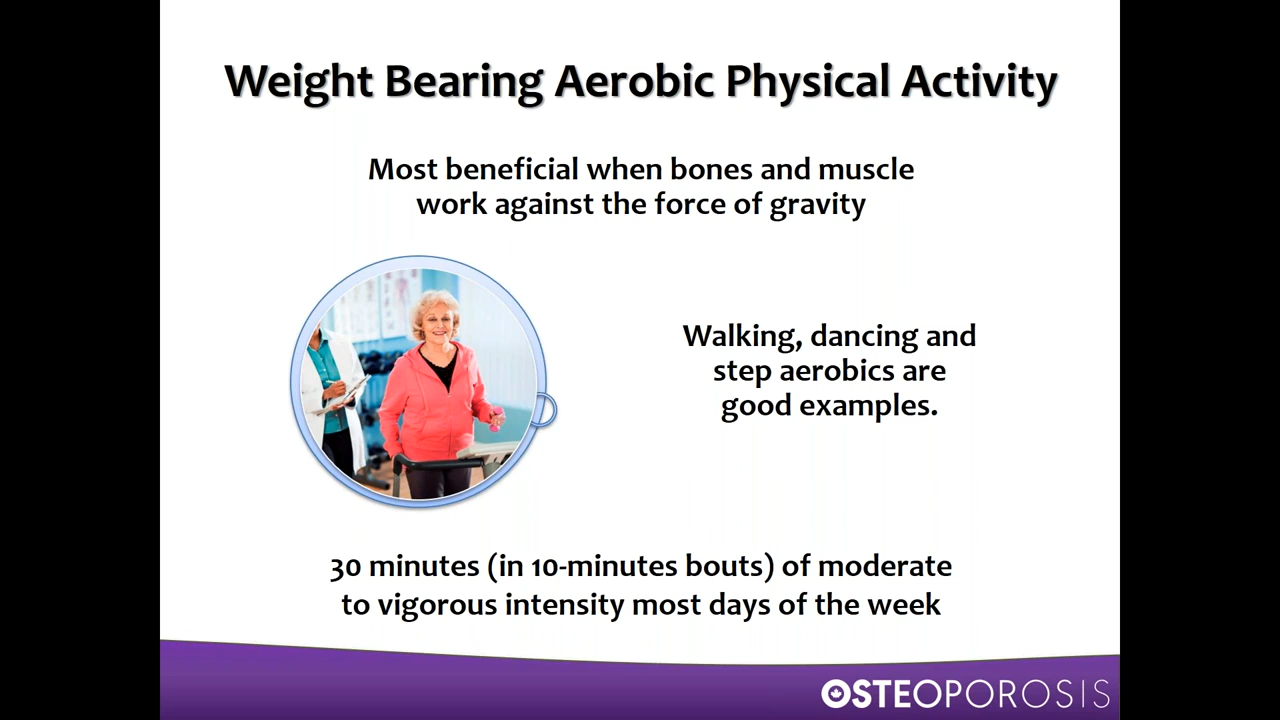 Weight Bearing Aerobic Physical Activity
Most beneficial when bones and muscle
work against the force of gravity
Walking, dancing and
step aerobics are
good examples.
30 minutes (in 10-minutes bouts) of moderate
to vigorous intensity most days of the week
OSTEOPOROSIS